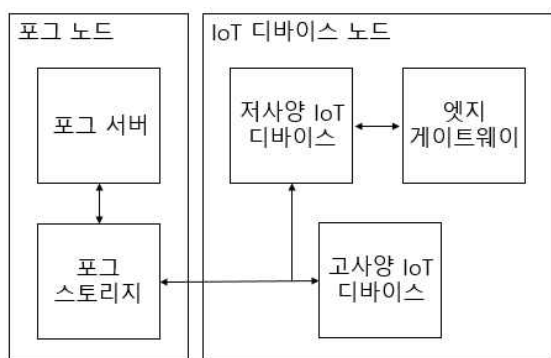 포그 노드
IoT 디바이스 노드
포그 서버
저사양 IoT
디바이스
엣지
게이트웨이
포그
스토리지
고사양 IoT
디바이스